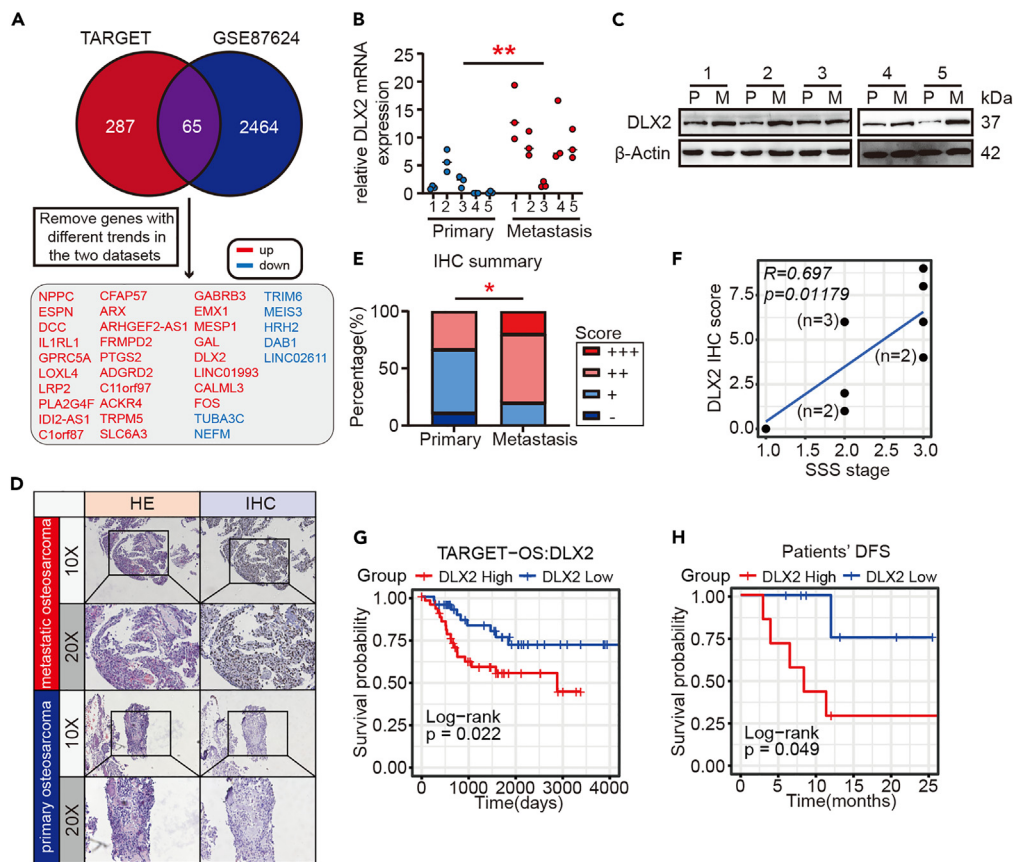 A
TARGET GSE87624
287 65 2464
Remove genes with
different trends in
the two datasets
up
down
NPPC CFAP57 GABRB3 TRIM6
ESPN ARX EMX1 MEIS3
DCC ARHGEF2-AS1 MESP1 HRH2
IL1RL1 FRMPD2 GAL DAB1
GPRC5A PTGS2 DLX2 LINC02611
LOXL4 ADGRD2 LINC01993
LRP2 C11orf97 CALML3
PLA2G4F ACKR4 FOS
IDI2-AS1 TRPM5 TUBA3C
C1orf87 SLC6A3 NEFM
B
relative DLX2 mRNA
expression
25
20
15
10
5
0
**
1 2 3 4 5 1 2 3 4 5
Primary Metastasis
C
1 2 3 4 5
P M P M P M P M P M kDa
DLX2 37
β-Actin 42
D
HE IHC
metastatic osteosarcoma
10X
20X
primary osteosarcoma
10X
20X
E
IHC summary
*
Percentage(%)
100
50
0
Primary Metastasis
Score
+++
++
+
-
F
R=0.697
p=0.01179
(n=3)
(n=2)
(n=2)
DLX2 IHC score
7.5
5.0
2.5
0.0
1.0 1.5 2.0 2.5 3.0
SSS stage
G
TARGET−OS:DLX2
Group DLX2 High DLX2 Low
Survival probability
1.00
0.75
0.50
0.25
0.00
Log−rank
p = 0.022
0 1000 2000 3000 4000
Time(days)
H
Patients' DFS
Group DLX2 High DLX2 Low
Survival probability
1.00
0.75
0.50
0.25
0.00
Log−rank
p = 0.049
0 5 10 15 20 25
Time(months)